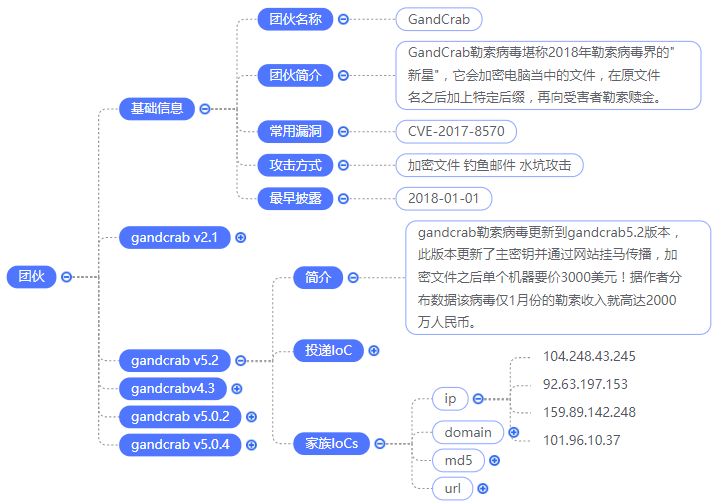 团伙
基础信息
团伙名称
GandCrab
团伙简介
GandCrab勒索病毒堪称2018年勒索病毒界的"
新星"，它会加密电脑当中的文件，在原文件
名之后加上特定后缀，再向受害者勒索赎金。
常用漏洞
CVE-2017-8570
攻击方式
加密文件 钓鱼邮件 水坑攻击
最早披露
2018-01-01
gandcrab v2.1
gandcrab v5.2
简介
gandcrab勒索病毒更新到gandcrab5.2版本，
此版本更新了主密钥并通过网站挂马传播，加
密文件之后单个机器要价3000美元！据作者分
布数据该病毒仅1月份的勒索收入就高达2000
万人民币。
投递IoC
家族IoCs
ip
104.248.43.245
92.63.197.153
159.89.142.248
101.96.10.37
domain
md5
url
gandcrabv4.3
gandcrab v5.0.2
gandcrab v5.0.4